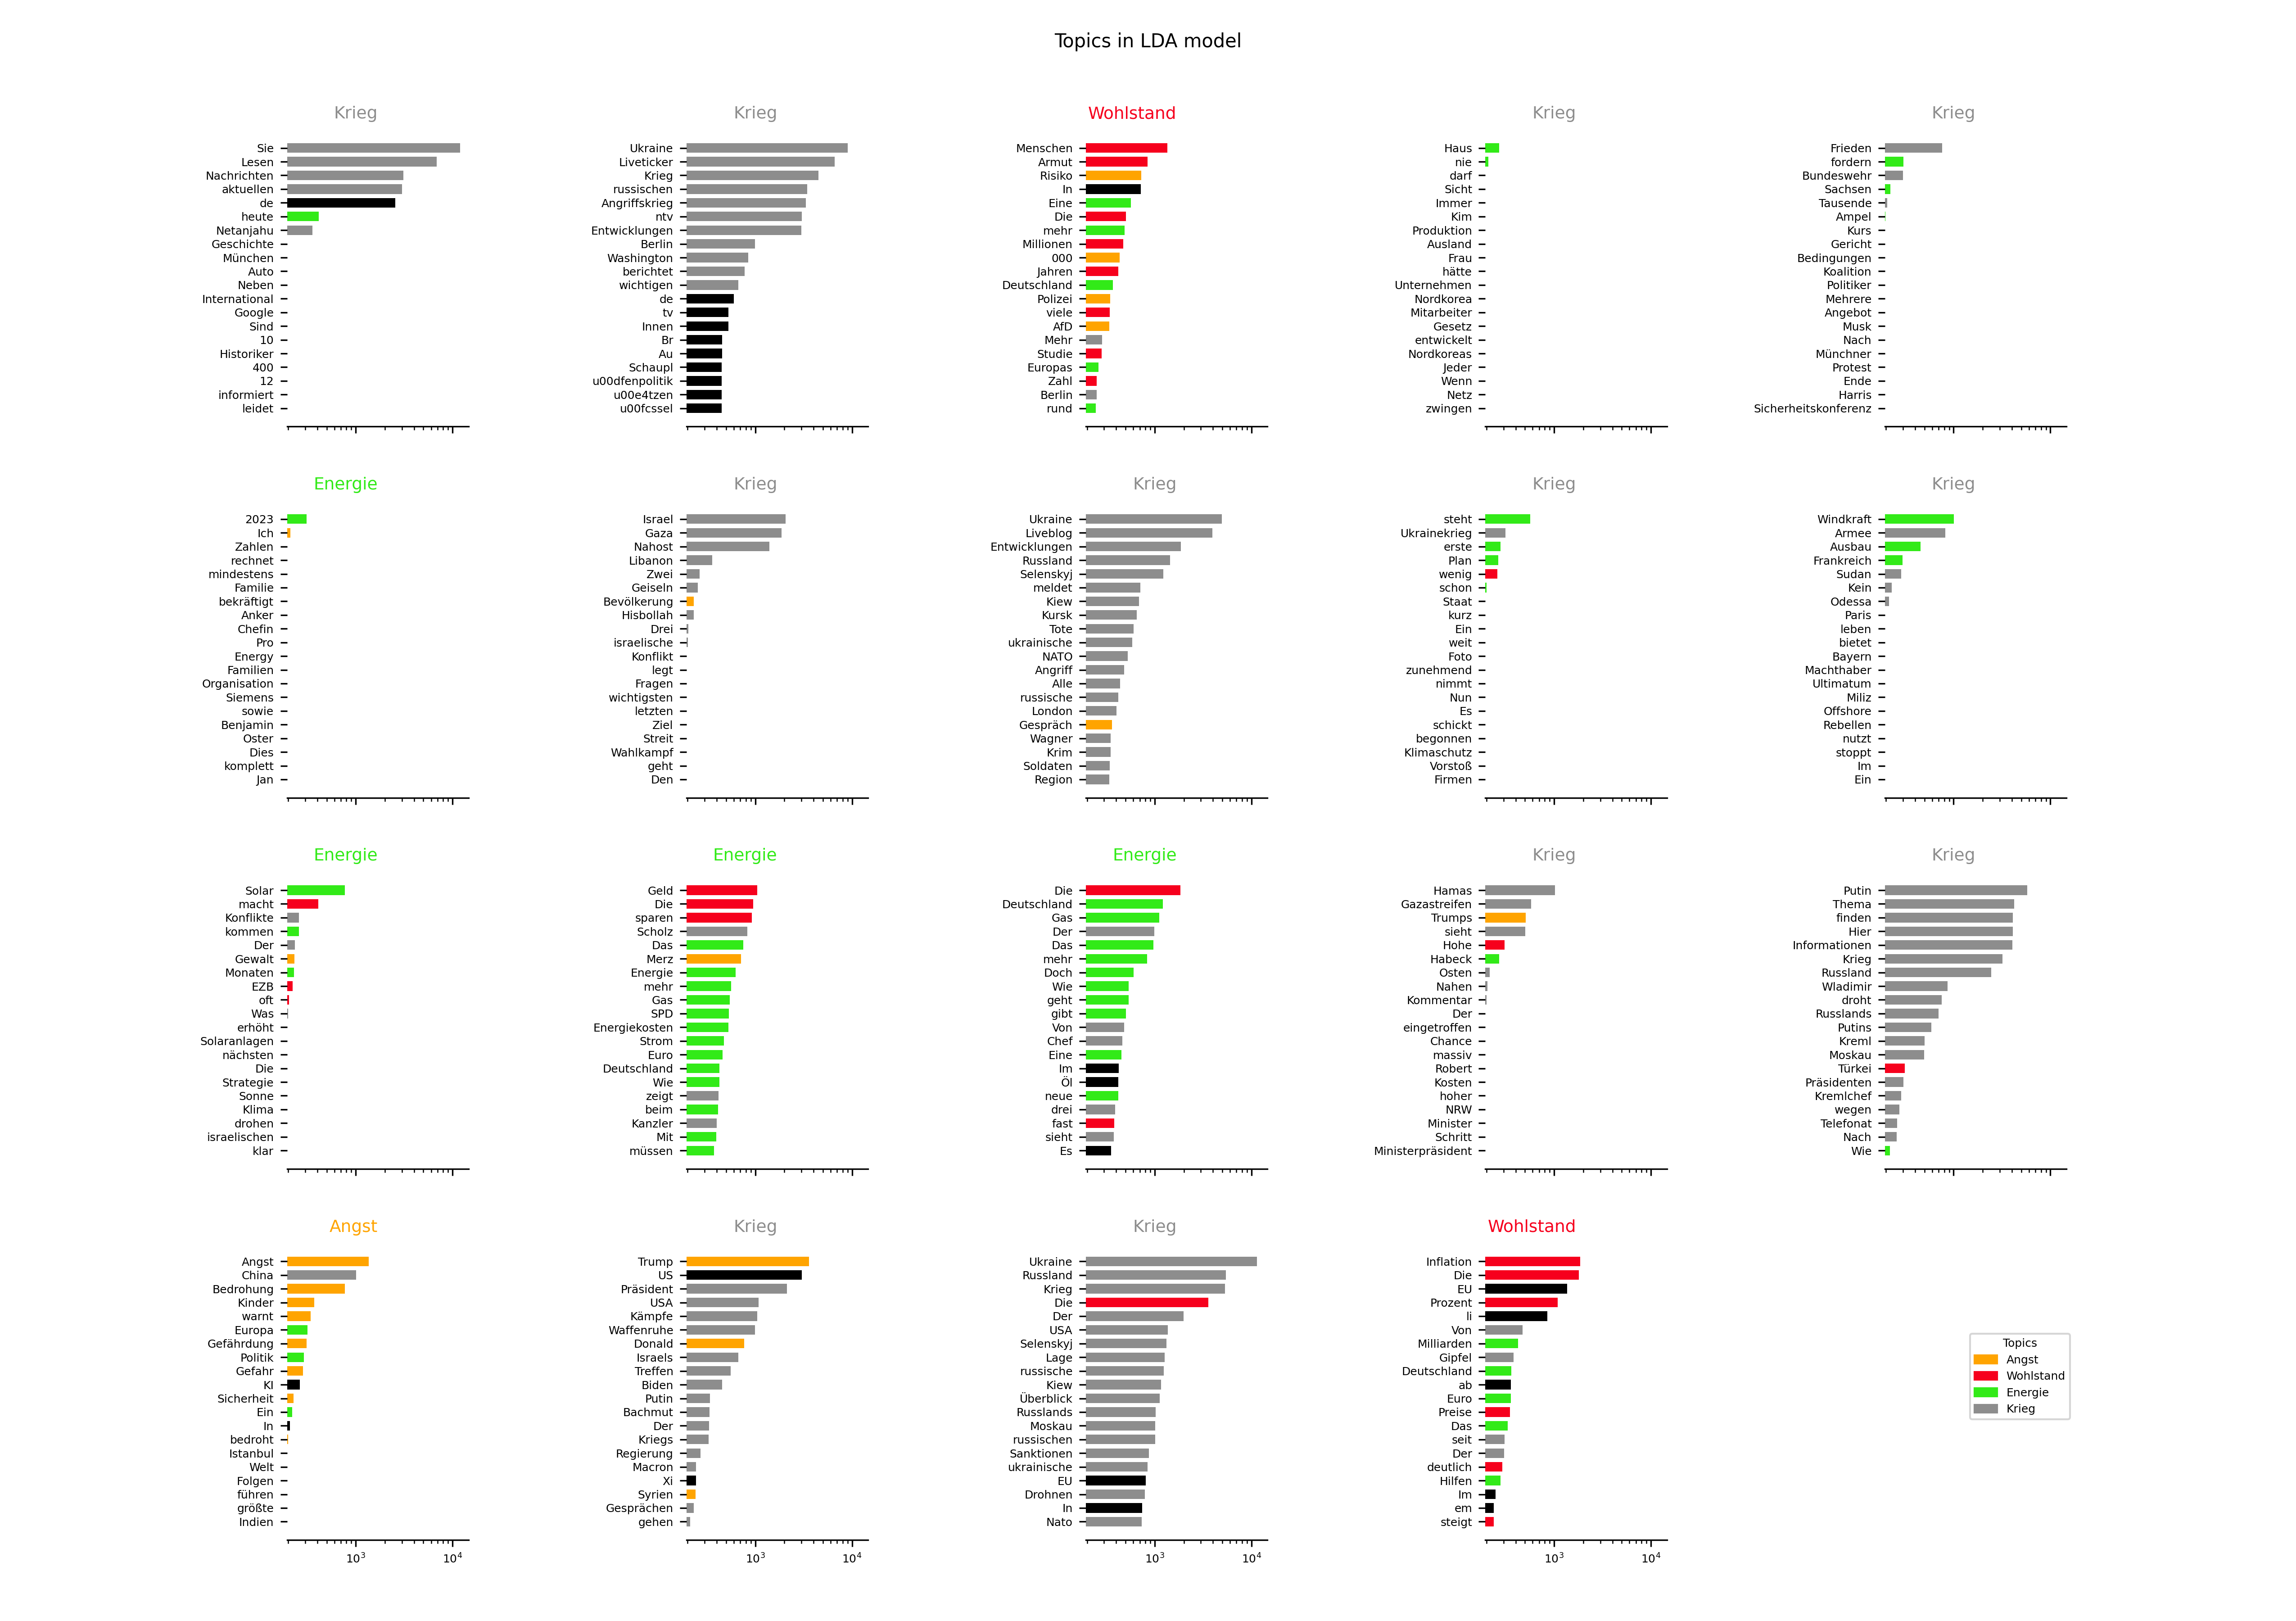 Topics in LDA model
Krieg
Sie
Lesen
Nachrichten
aktuellen
de
heute
Netanjahu
Geschichte
München
Auto
Neben
International
Google
Sind
10
Historiker
400
12
informiert
leidet
Krieg
Ukraine
Liveticker
Krieg
russischen
Angriffskrieg
ntv
Entwicklungen
Berlin
Washington
berichtet
wichtigen
de
tv
Innen
Br
Au
Schaupl
u00dfenpolitik
u00e4tzen
u00fcssel
Wohlstand
Menschen
Armut
Risiko
In
Eine
Die
mehr
Millionen
000
Jahren
Deutschland
Polizei
viele
AfD
Mehr
Studie
Europas
Zahl
Berlin
rund
Krieg
Haus
nie
darf
Sicht
Immer
Kim
Produktion
Ausland
Frau
hätte
Unternehmen
Nordkorea
Mitarbeiter
Gesetz
entwickelt
Nordkoreas
Jeder
Wenn
Netz
zwingen
Krieg
Frieden
fordern
Bundeswehr
Sachsen
Tausende
Ampel
Kurs
Gericht
Bedingungen
Koalition
Politiker
Mehrere
Angebot
Musk
Nach
Münchner
Protest
Ende
Harris
Sicherheitskonferenz
Energie
2023
Ich
Zahlen
rechnet
mindestens
Familie
bekräftigt
Anker
Chefin
Pro
Energy
Familien
Organisation
Siemens
sowie
Benjamin
Oster
Dies
komplett
Jan
Krieg
Israel
Gaza
Nahost
Libanon
Zwei
Geiseln
Bevölkerung
Hisbollah
Drei
israelische
Konflikt
legt
Fragen
wichtigsten
letzten
Ziel
Streit
Wahlkampf
geht
Den
Krieg
Ukraine
Liveblog
Entwicklungen
Russland
Selenskyj
meldet
Kiew
Kursk
Tote
ukrainische
NATO
Angriff
Alle
russische
London
Gespräch
Wagner
Krim
Soldaten
Region
Krieg
steht
Ukrainekrieg
erste
Plan
wenig
schon
Staat
kurz
Ein
weit
Foto
zunehmend
nimmt
Nun
Es
schickt
begonnen
Klimaschutz
Vorstoß
Firmen
Krieg
Windkraft
Armee
Ausbau
Frankreich
Sudan
Kein
Odessa
Paris
leben
bietet
Bayern
Machthaber
Ultimatum
Miliz
Offshore
Rebellen
nutzt
stoppt
Im
Ein
Energie
Solar
macht
Konflikte
kommen
Der
Gewalt
Monaten
EZB
oft
Was
erhöht
Solaranlagen
nächsten
Die
Strategie
Sonne
Klima
drohen
israelischen
klar
Energie
Geld
Die
sparen
Scholz
Das
Merz
Energie
mehr
Gas
SPD
Energiekosten
Strom
Euro
Deutschland
Wie
zeigt
beim
Kanzler
Mit
müssen
Energie
Die
Deutschland
Gas
Der
Das
mehr
Doch
Wie
geht
gibt
Von
Chef
Eine
Im
Öl
neue
drei
fast
sieht
Es
Krieg
Hamas
Gazastreifen
Trumps
sieht
Hohe
Habeck
Osten
Nahen
Kommentar
Der
eingetroffen
Chance
massiv
Robert
Kosten
hoher
NRW
Minister
Schritt
Ministerpräsident
Krieg
Putin
Thema
finden
Hier
Informationen
Krieg
Russland
Wladimir
droht
Russlands
Putins
Kreml
Moskau
Türkei
Präsidenten
Kremlchef
wegen
Telefonat
Nach
Wie
Angst
Angst
China
Bedrohung
Kinder
warnt
Europa
Gefährdung
Politik
Gefahr
KI
Sicherheit
Ein
In
bedroht
Istanbul
Welt
Folgen
führen
größte
Indien
10³ 10⁴
Krieg
Trump
US
Präsident
USA
Kämpfe
Waffenruhe
Donald
Israels
Treffen
Biden
Putin
Bachmut
Der
Kriegs
Regierung
Macron
Xi
Syrien
Gesprächen
gehen
10³ 10⁴
Krieg
Ukraine
Russland
Krieg
Die
Der
USA
Selenskyj
Lage
russische
Kiew
Überblick
Russlands
Moskau
russischen
Sanktionen
ukrainische
EU
Drohnen
In
Nato
10³ 10⁴
Wohlstand
Inflation
Die
EU
Prozent
li
Von
Milliarden
Gipfel
Deutschland
ab
Euro
Preise
Das
seit
Der
deutlich
Hilfen
Im
em
steigt
10³ 10⁴
Topics
Angst
Wohlstand
Energie
Krieg